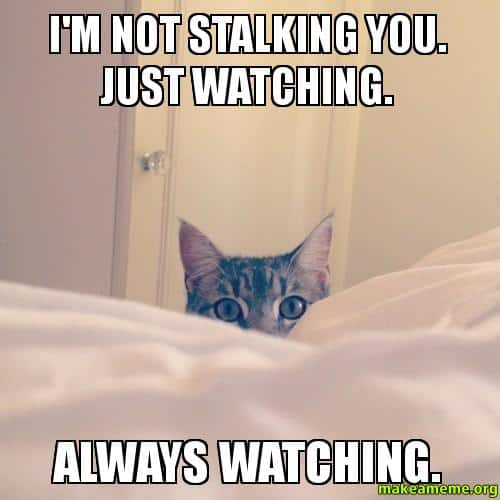 I'M NOT STALKING YOU.
JUST WATCHING.
ALWAYS WATCHING.
makeameme.org